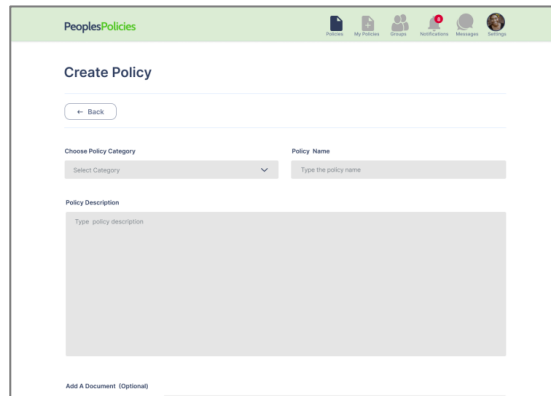 PeoplesPolicies
8
Policies My Policies Groups Notifications Messages Settings
Create Policy
← Back
Choose Policy Category Policy Name
Select Category Type the policy name
Policy Description
Type policy description
Add A Document (Optional)